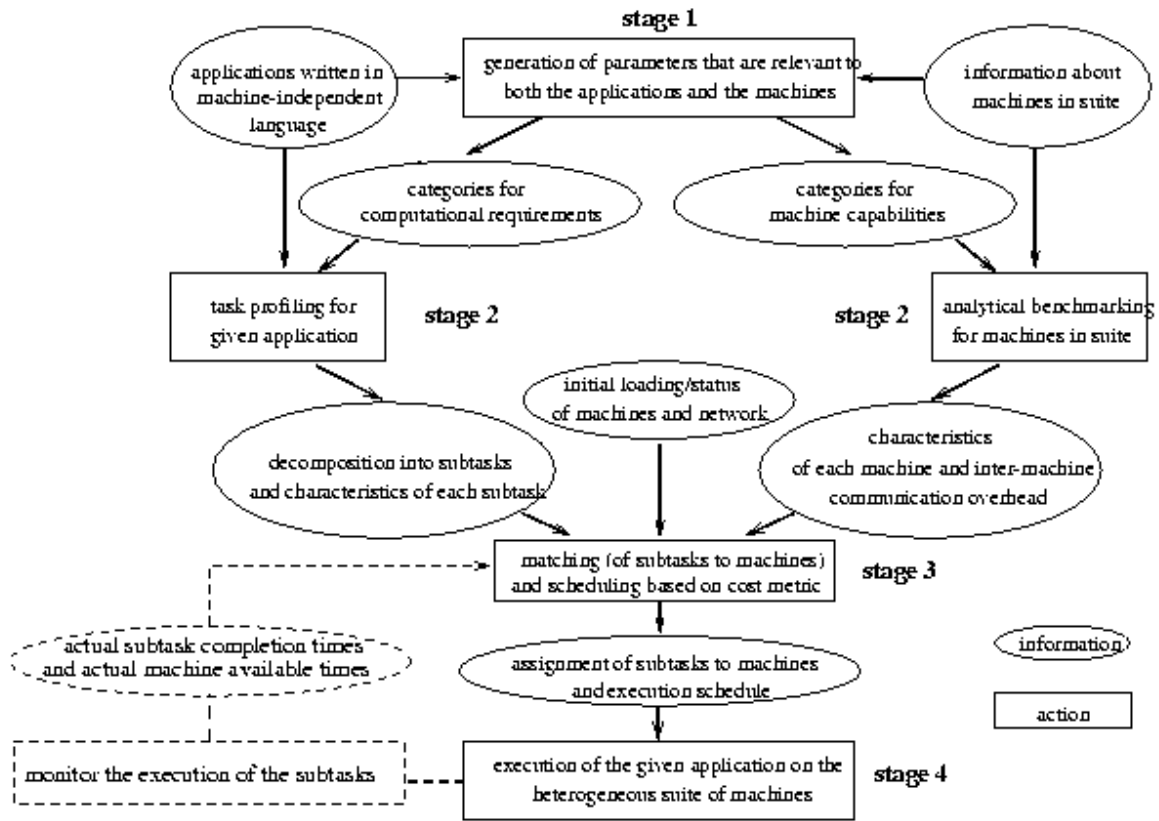 stage 1
applications written in
machine-independent
language
generation of parameters that are relevant to
both the applications and the machines
information about
machines in suite
categories for
computational requirements
categories for
machine capabilities
task profiling for
given application
stage 2
stage 2
analytical benchmarking
for machines in suite
initial loading/status
of machines and network
decomposition into subtasks
and characteristics of each subtask
characteristics
of each machine and inter-machine
communication overhead
matching (of subtasks to machines)
and scheduling based on cost metric
stage 3
actual subtask completion times
and actual machine available times
assignment of subtasks to machines
and execution schedule
information
action
monitor the execution of the subtasks
execution of the given application on the
heterogeneous suite of machines
stage 4